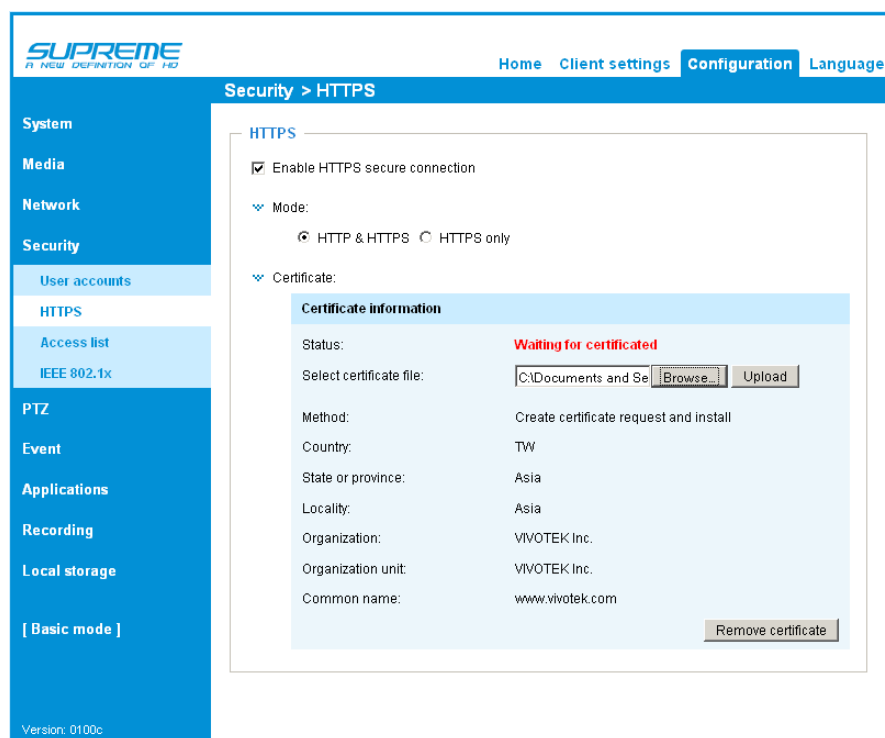 SUPREME
A NEW DEFINITION OF HD
Home Client settings Configuration Language
Security > HTTPS
System
Media
Network
Security
User accounts
HTTPS
Access list
IEEE 802.1x
PTZ
Event
Applications
Recording
Local storage
[ Basic mode ]
Version: 0100c
HTTPS
Enable HTTPS secure connection
Mode:
HTTP & HTTPS HTTPS only
Certificate:
Certificate information
Status: Waiting for certificated
Select certificate file: C:\Documents and Se Browse... Upload
Method: Create certificate request and install
Country: TW
State or province: Asia
Locality: Asia
Organization: VIVOTEK Inc.
Organization unit: VIVOTEK Inc.
Common name: www.vivotek.com
Remove certificate